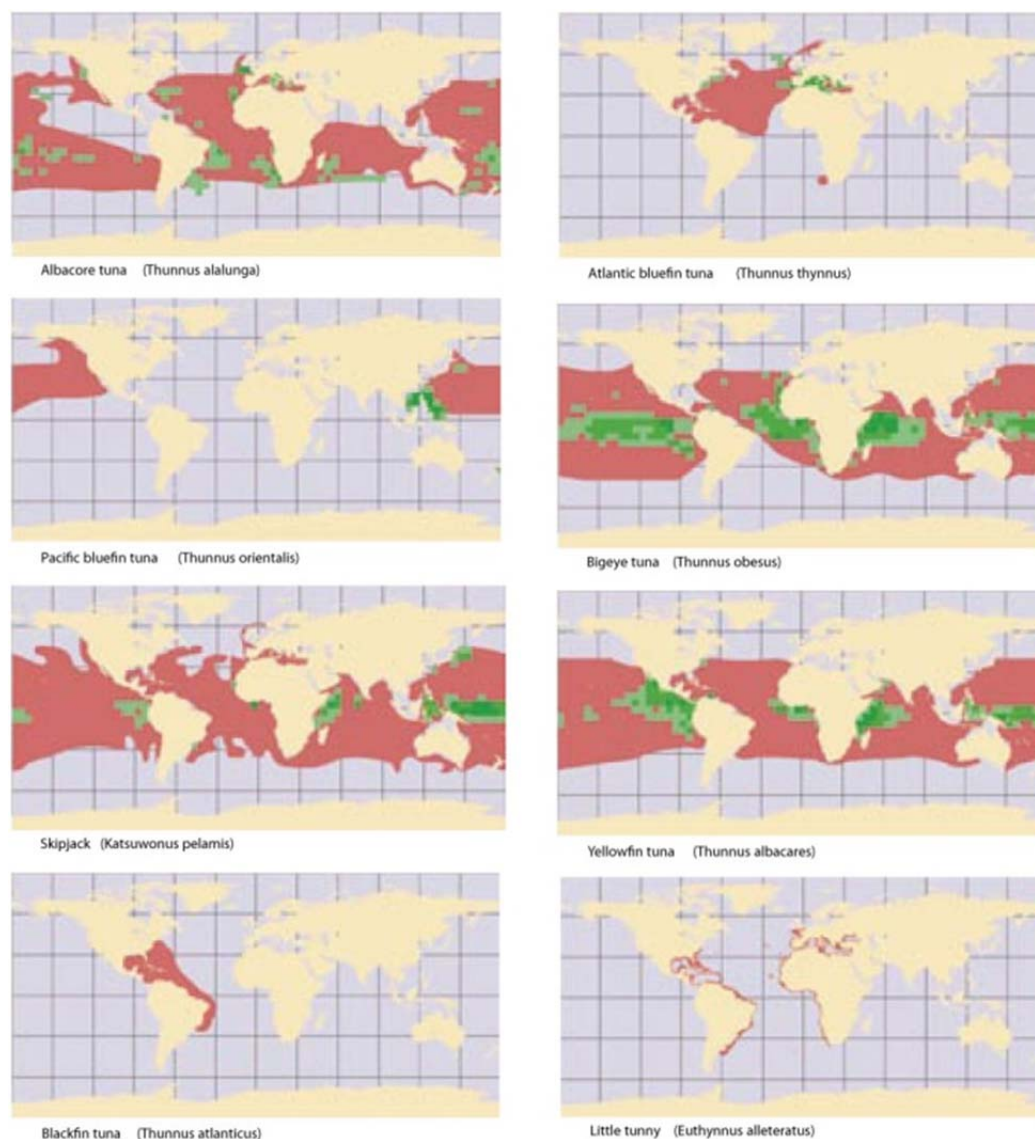 Albacore tuna (Thunnus alalunga)
Atlantic bluefin tuna (Thunnus thynnus)
Pacific bluefin tuna (Thunnus orientalis)
Bigeye tuna (Thunnus obesus)
Skipjack (Katsuwonus pelamis)
Yellowfin tuna (Thunnus albacares)
Blackfin tuna (Thunnus atlanticus)
Little tunny (Euthynnus alleteratus)